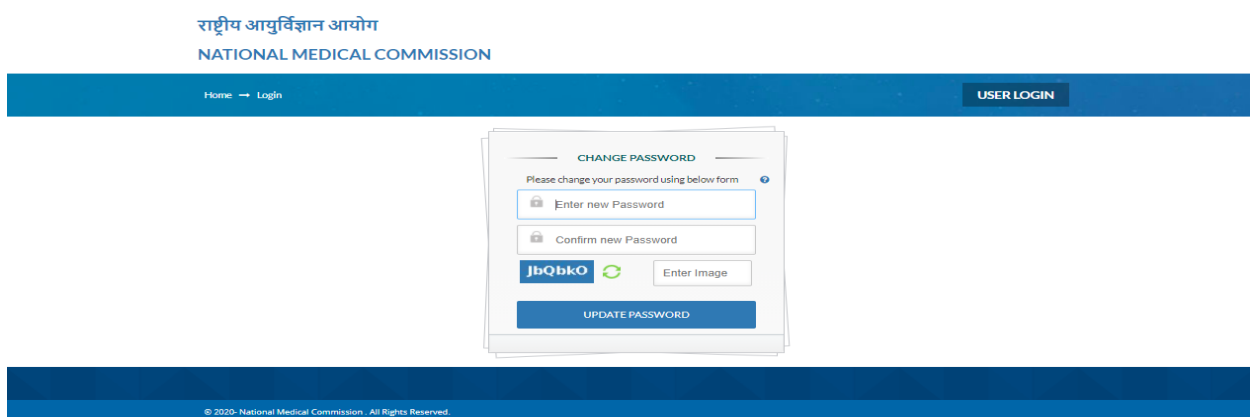 राष्ट्रीय आयुर्विज्ञान आयोग
NATIONAL MEDICAL COMMISSION
Home → Login
USER LOGIN
CHANGE PASSWORD
Please change your password using below form
Enter new Password
Confirm new Password
JbQbkO
Enter Image
UPDATE PASSWORD
© 2020- National Medical Commission . All Rights Reserved.